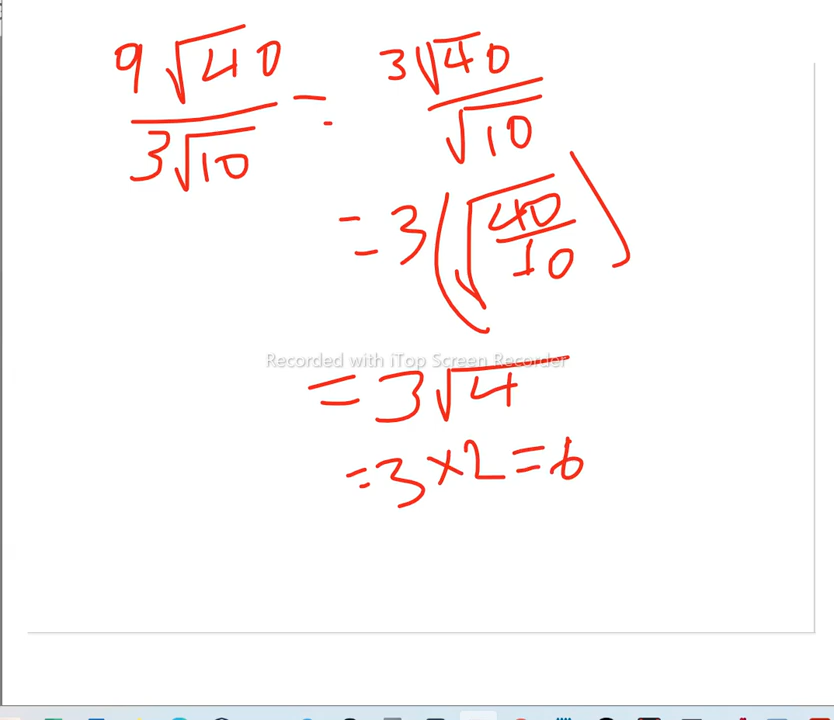 9√40/3√10 = 3√40/√10
= 3(√40/10)
Recorded with iTop Screen Recorder
= 3√4
= 3 × 2 = 6